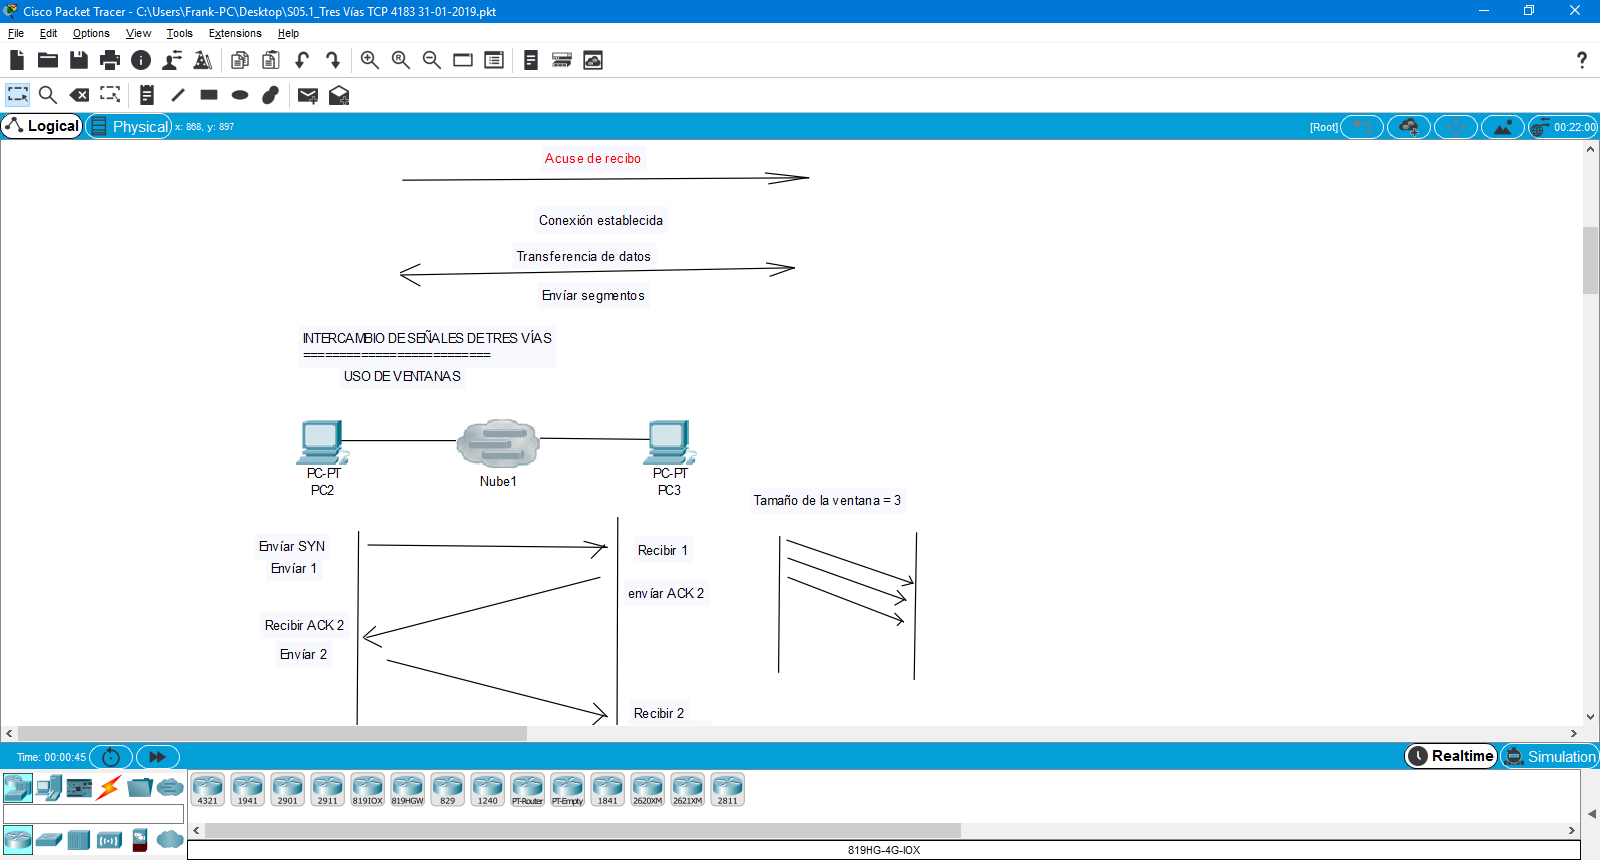 Cisco Packet Tracer - C:\Users\Frank-PC\Desktop\S05.1_Tres Vías TCP 4183 31-01-2019.pkt
File Edit Options View Tools Extensions Help
?
Logical Physical x: 868, y: 897 [Root] 00:22:00
Acuse de recibo
Conexión establecida
Transferencia de datos
Envíar segmentos
INTERCAMBIO DE SEÑALES DE TRES VÍAS
==========================
USO DE VENTANAS
PC-PT
PC2
Nube1
PC-PT
PC3
Tamaño de la ventana = 3
Envíar SYN
Envíar 1
Recibir 1
envíar ACK 2
Recibir ACK 2
Envíar 2
Recibir 2
Time: 00:00:45 Realtime Simulation
4321 1941 2901 2911 819IOX 819HGW 829 1240 PT-Router PT-Empty 1841 2620XM 2621XM 2811
819HG-4G-IOX